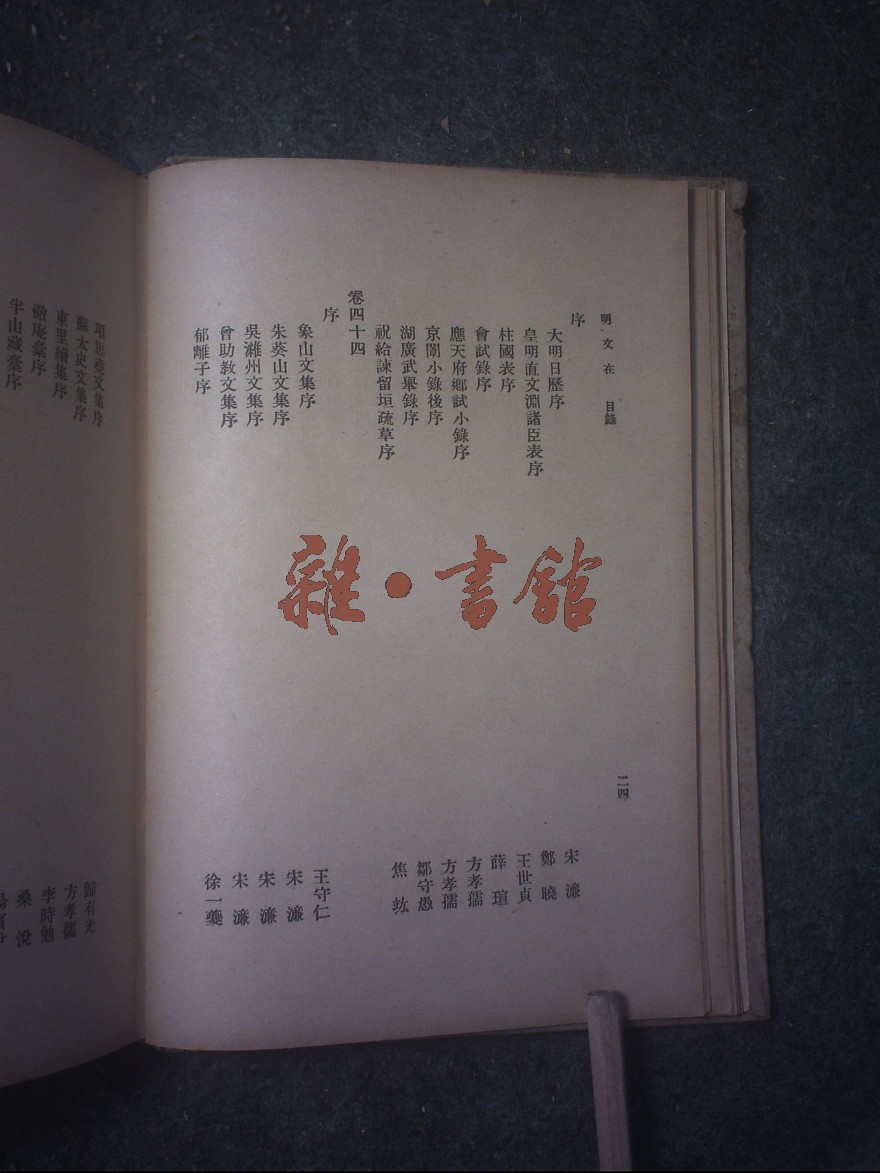 明文在 目錄 二四
序
大明日歷序 宋濂
皇明直文淵諸臣表序 鄭曉
柱國表序 王世貞
會試錄序 薛瑄
應天府鄉試小錄序 方孝孺
京闈小錄後序 方孝孺
湖廣武舉錄序 鄒守愚
祝給諫留垣疏草序 焦竑
卷四十四
序
象山文集序 王守仁
朱葵山文集序 宋濂
吳濰州文集序 宋濂
曾助教文集序 宋濂
郁離子序 徐一夔
項思堯文集序 歸有光
蘇太史文集序 方孝孺
東里續集序 李時勉
儆庵稾序 桑悅
半山藏稾序
雜·書館